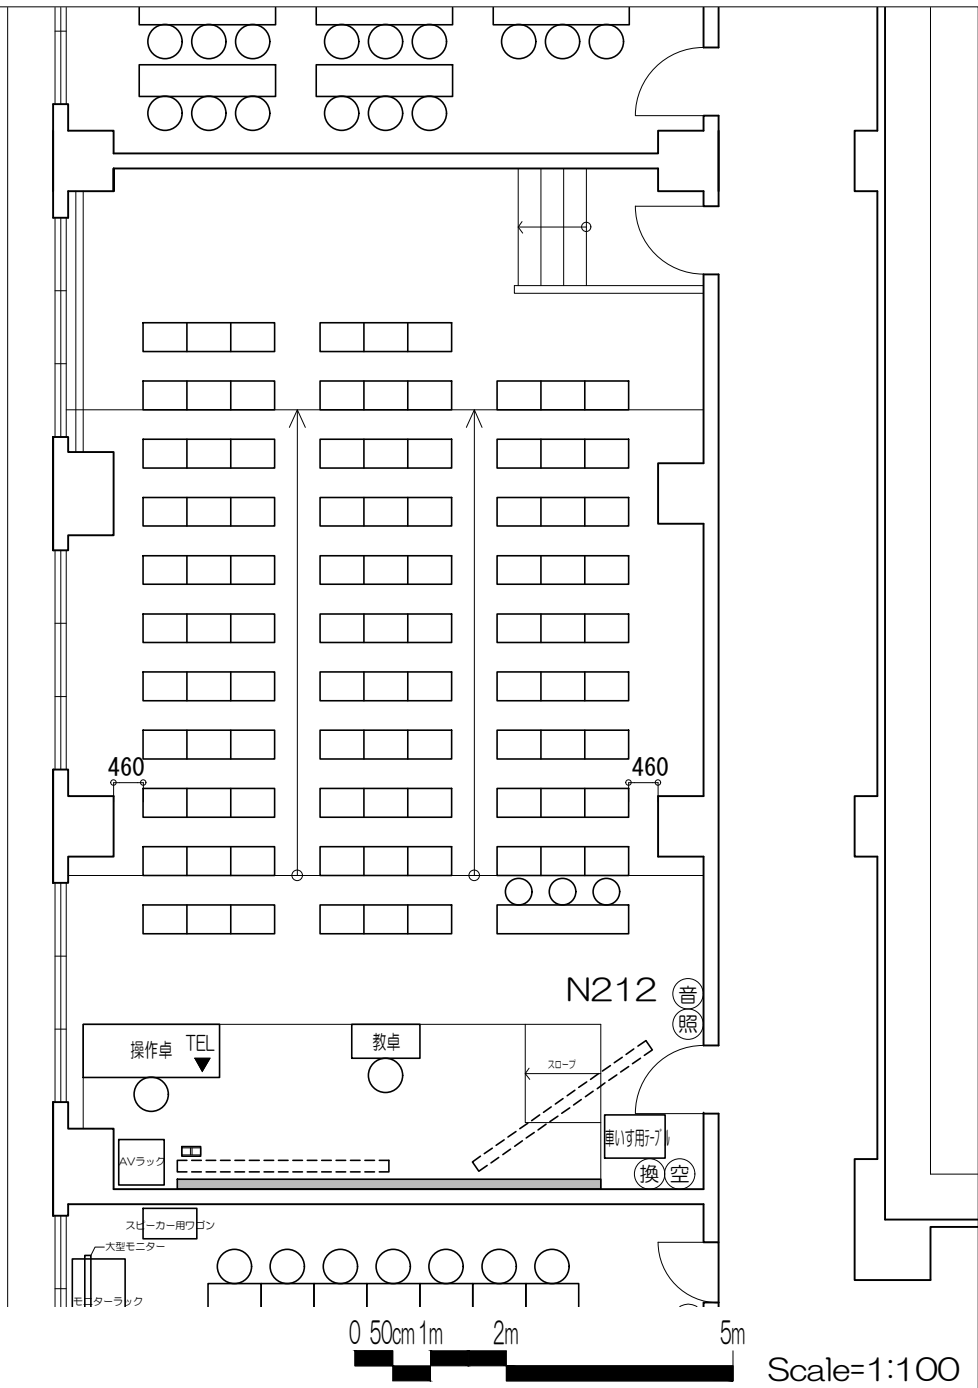 460
460
N212
音
照
操作卓
TEL
教卓
スロープ
車いす用テーブル
AVラック
換
空
スピーカー用ワゴン
大型モニター
モニターラック
0 50cm 1m 2m 5m
Scale=1:100